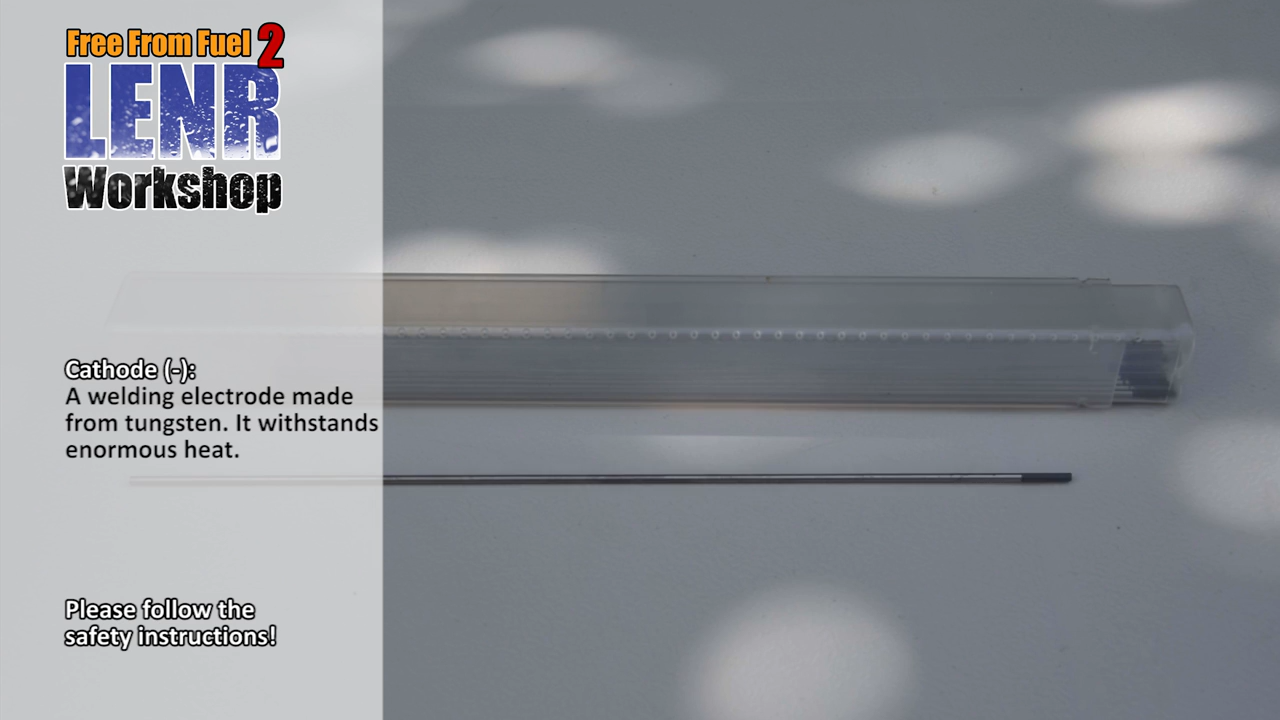 Free From Fuel 2
LENR
Workshop
Cathode (-):
A welding electrode made
from tungsten. It withstands
enormous heat.
Please follow the
safety instructions!